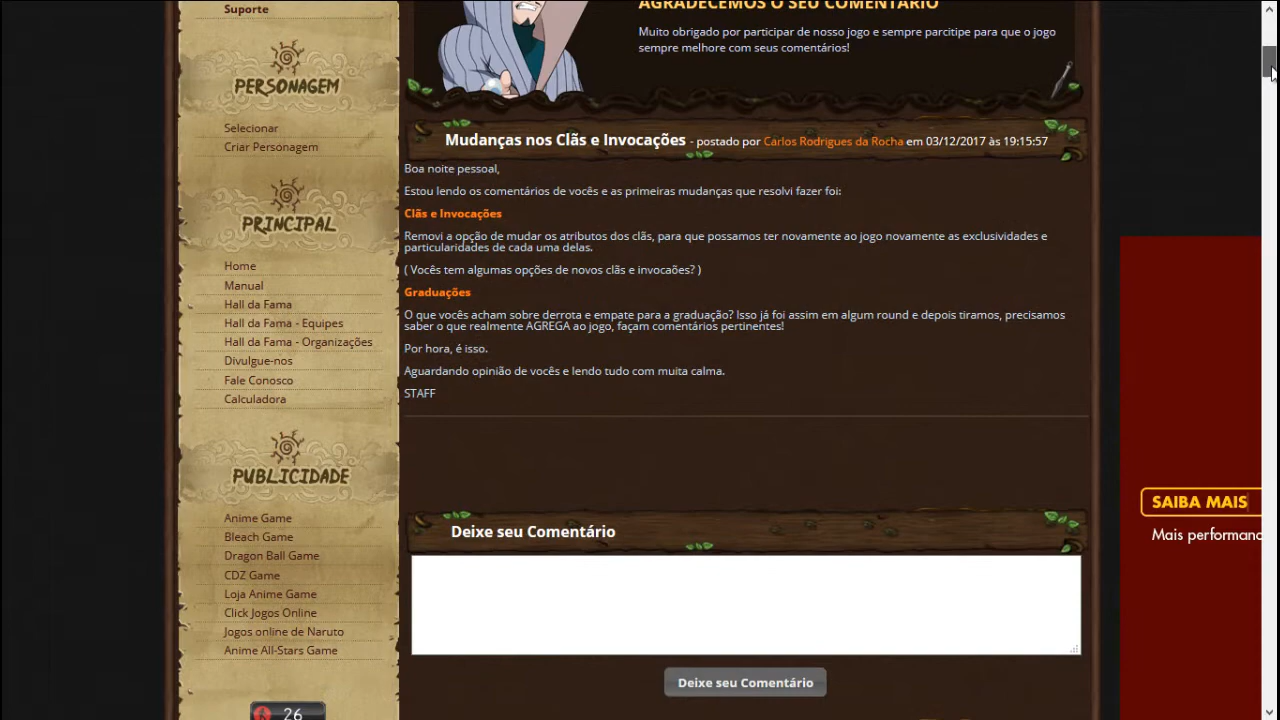 Suporte
PERSONAGEM
Selecionar
Criar Personagem
PRINCIPAL
Home
Manual
Hall da Fama
Hall da Fama - Equipes
Hall da Fama - Organizações
Divulgue-nos
Fale Conosco
Calculadora
PUBLICIDADE
Anime Game
Bleach Game
Dragon Ball Game
CDZ Game
Loja Anime Game
Click Jogos Online
Jogos online de Naruto
Anime All-Stars Game
26
AGRADECEMOS O SEU COMENTÁRIO
Muito obrigado por participar de nosso jogo e sempre parcitipe para que o jogo
sempre melhore com seus comentários!
Mudanças nos Clãs e Invocações - postado por Carlos Rodrigues da Rocha em 03/12/2017 às 19:15:57
Boa noite pessoal,
Estou lendo os comentários de vocês e as primeiras mudanças que resolvi fazer foi:
Clãs e Invocações
Removi a opção de mudar os atributos dos clãs, para que possamos ter novamente ao jogo novamente as exclusividades e
particularidades de cada uma delas.
( Vocês tem algumas opções de novos clãs e invocaões? )
Graduações
O que vocês acham sobre derrota e empate para a graduação? Isso já foi assim em algum round e depois tiramos, precisamos
saber o que realmente AGREGA ao jogo, façam comentários pertinentes!
Por hora, é isso.
Aguardando opinião de vocês e lendo tudo com muita calma.
STAFF
Deixe seu Comentário
Deixe seu Comentário
SAIBA MAIS
Mais performanc